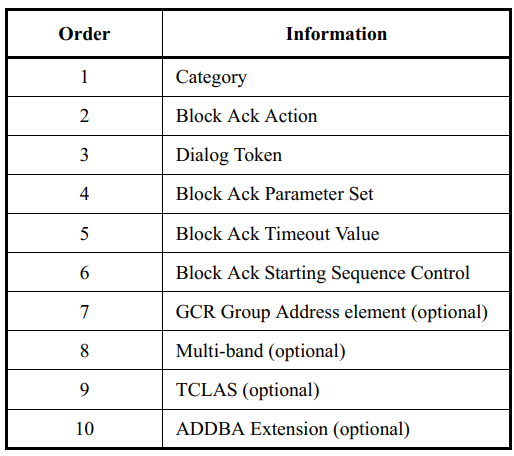 Order Information
1 Category
2 Block Ack Action
3 Dialog Token
4 Block Ack Parameter Set
5 Block Ack Timeout Value
6 Block Ack Starting Sequence Control
7 GCR Group Address element (optional)
8 Multi-band (optional)
9 TCLAS (optional)
10 ADDBA Extension (optional)